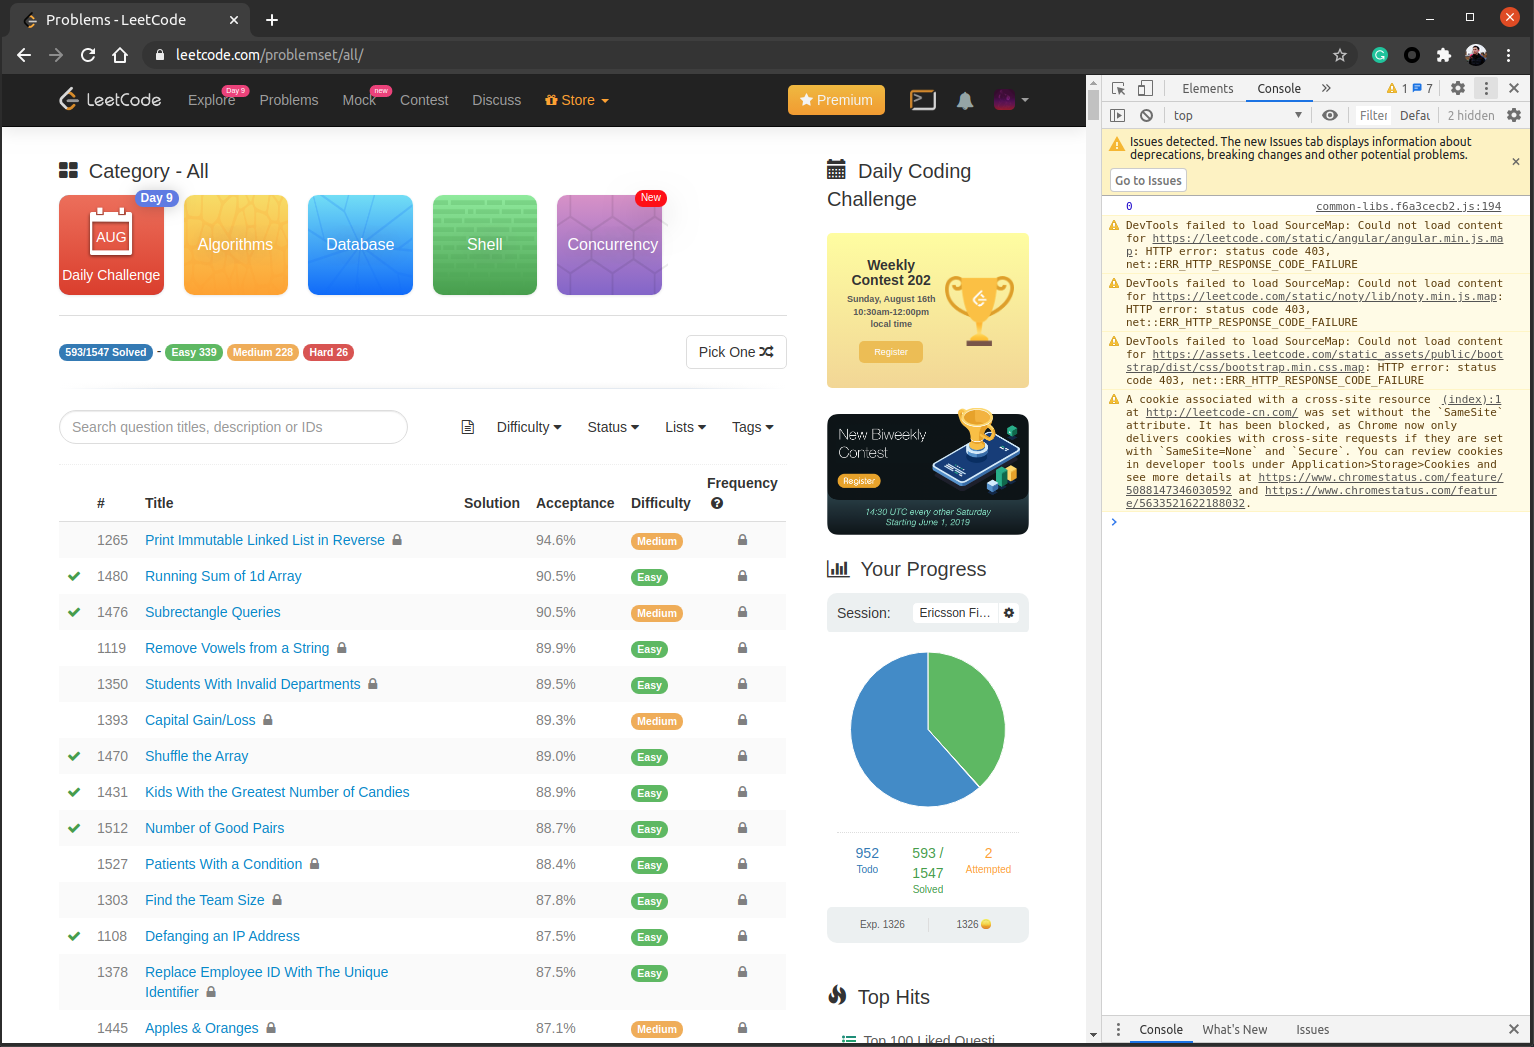 Problems - LeetCode
leetcode.com/problemset/all/
LeetCode
Explore
Day 9
Problems
Mock
new
Contest
Discuss
Store
Premium
Category - All
Day 9
AUG
Daily Challenge
Algorithms
Database
Shell
New
Concurrency
593/1547 Solved - Easy 339 Medium 228 Hard 26
Pick One
Search question titles, description or IDs
Difficulty Status Lists Tags
# Title Solution Acceptance Difficulty Frequency
1265 Print Immutable Linked List in Reverse 94.6% Medium
1480 Running Sum of 1d Array 90.5% Easy
1476 Subrectangle Queries 90.5% Medium
1119 Remove Vowels from a String 89.9% Easy
1350 Students With Invalid Departments 89.5% Easy
1393 Capital Gain/Loss 89.3% Medium
1470 Shuffle the Array 89.0% Easy
1431 Kids With the Greatest Number of Candies 88.9% Easy
1512 Number of Good Pairs 88.7% Easy
1527 Patients With a Condition 88.4% Easy
1303 Find the Team Size 87.8% Easy
1108 Defanging an IP Address 87.5% Easy
1378 Replace Employee ID With The Unique 87.5% Easy
Identifier
1445 Apples & Oranges 87.1% Medium
Daily Coding
Challenge
Weekly
Contest 202
Sunday, August 16th
10:30am-12:00pm
local time
Register
New Biweekly
Contest
Register
14:30 UTC every other Saturday
Starting June 1, 2019
Your Progress
Session: Ericsson Fi...
952
Todo
593 /
1547
Solved
2
Attempted
Exp. 1326
1326
Top Hits
Top 100 Liked Questi
Elements Console 1 7
top Filter Defau 2 hidden
Issues detected. The new Issues tab displays information about
deprecations, breaking changes and other potential problems.
Go to Issues
0 common-libs.f6a3cecb2.js:194
DevTools failed to load SourceMap: Could not load content
for https://leetcode.com/static/angular/angular.min.js.ma
p: HTTP error: status code 403,
net::ERR_HTTP_RESPONSE_CODE_FAILURE
DevTools failed to load SourceMap: Could not load content
for https://leetcode.com/static/noty/lib/noty.min.js.map:
HTTP error: status code 403,
net::ERR_HTTP_RESPONSE_CODE_FAILURE
DevTools failed to load SourceMap: Could not load content
for https://assets.leetcode.com/static_assets/public/boot
strap/dist/css/bootstrap.min.css.map: HTTP error: status
code 403, net::ERR_HTTP_RESPONSE_CODE_FAILURE
A cookie associated with a cross-site resource (index):1
at http://leetcode-cn.com/ was set without the `SameSite`
attribute. It has been blocked, as Chrome now only
delivers cookies with cross-site requests if they are set
with `SameSite=None` and `Secure`. You can review cookies
in developer tools under Application>Storage>Cookies and
see more details at https://www.chromestatus.com/feature/
5088147346030592 and https://www.chromestatus.com/featur
e/5633521622188032.
Console What's New Issues